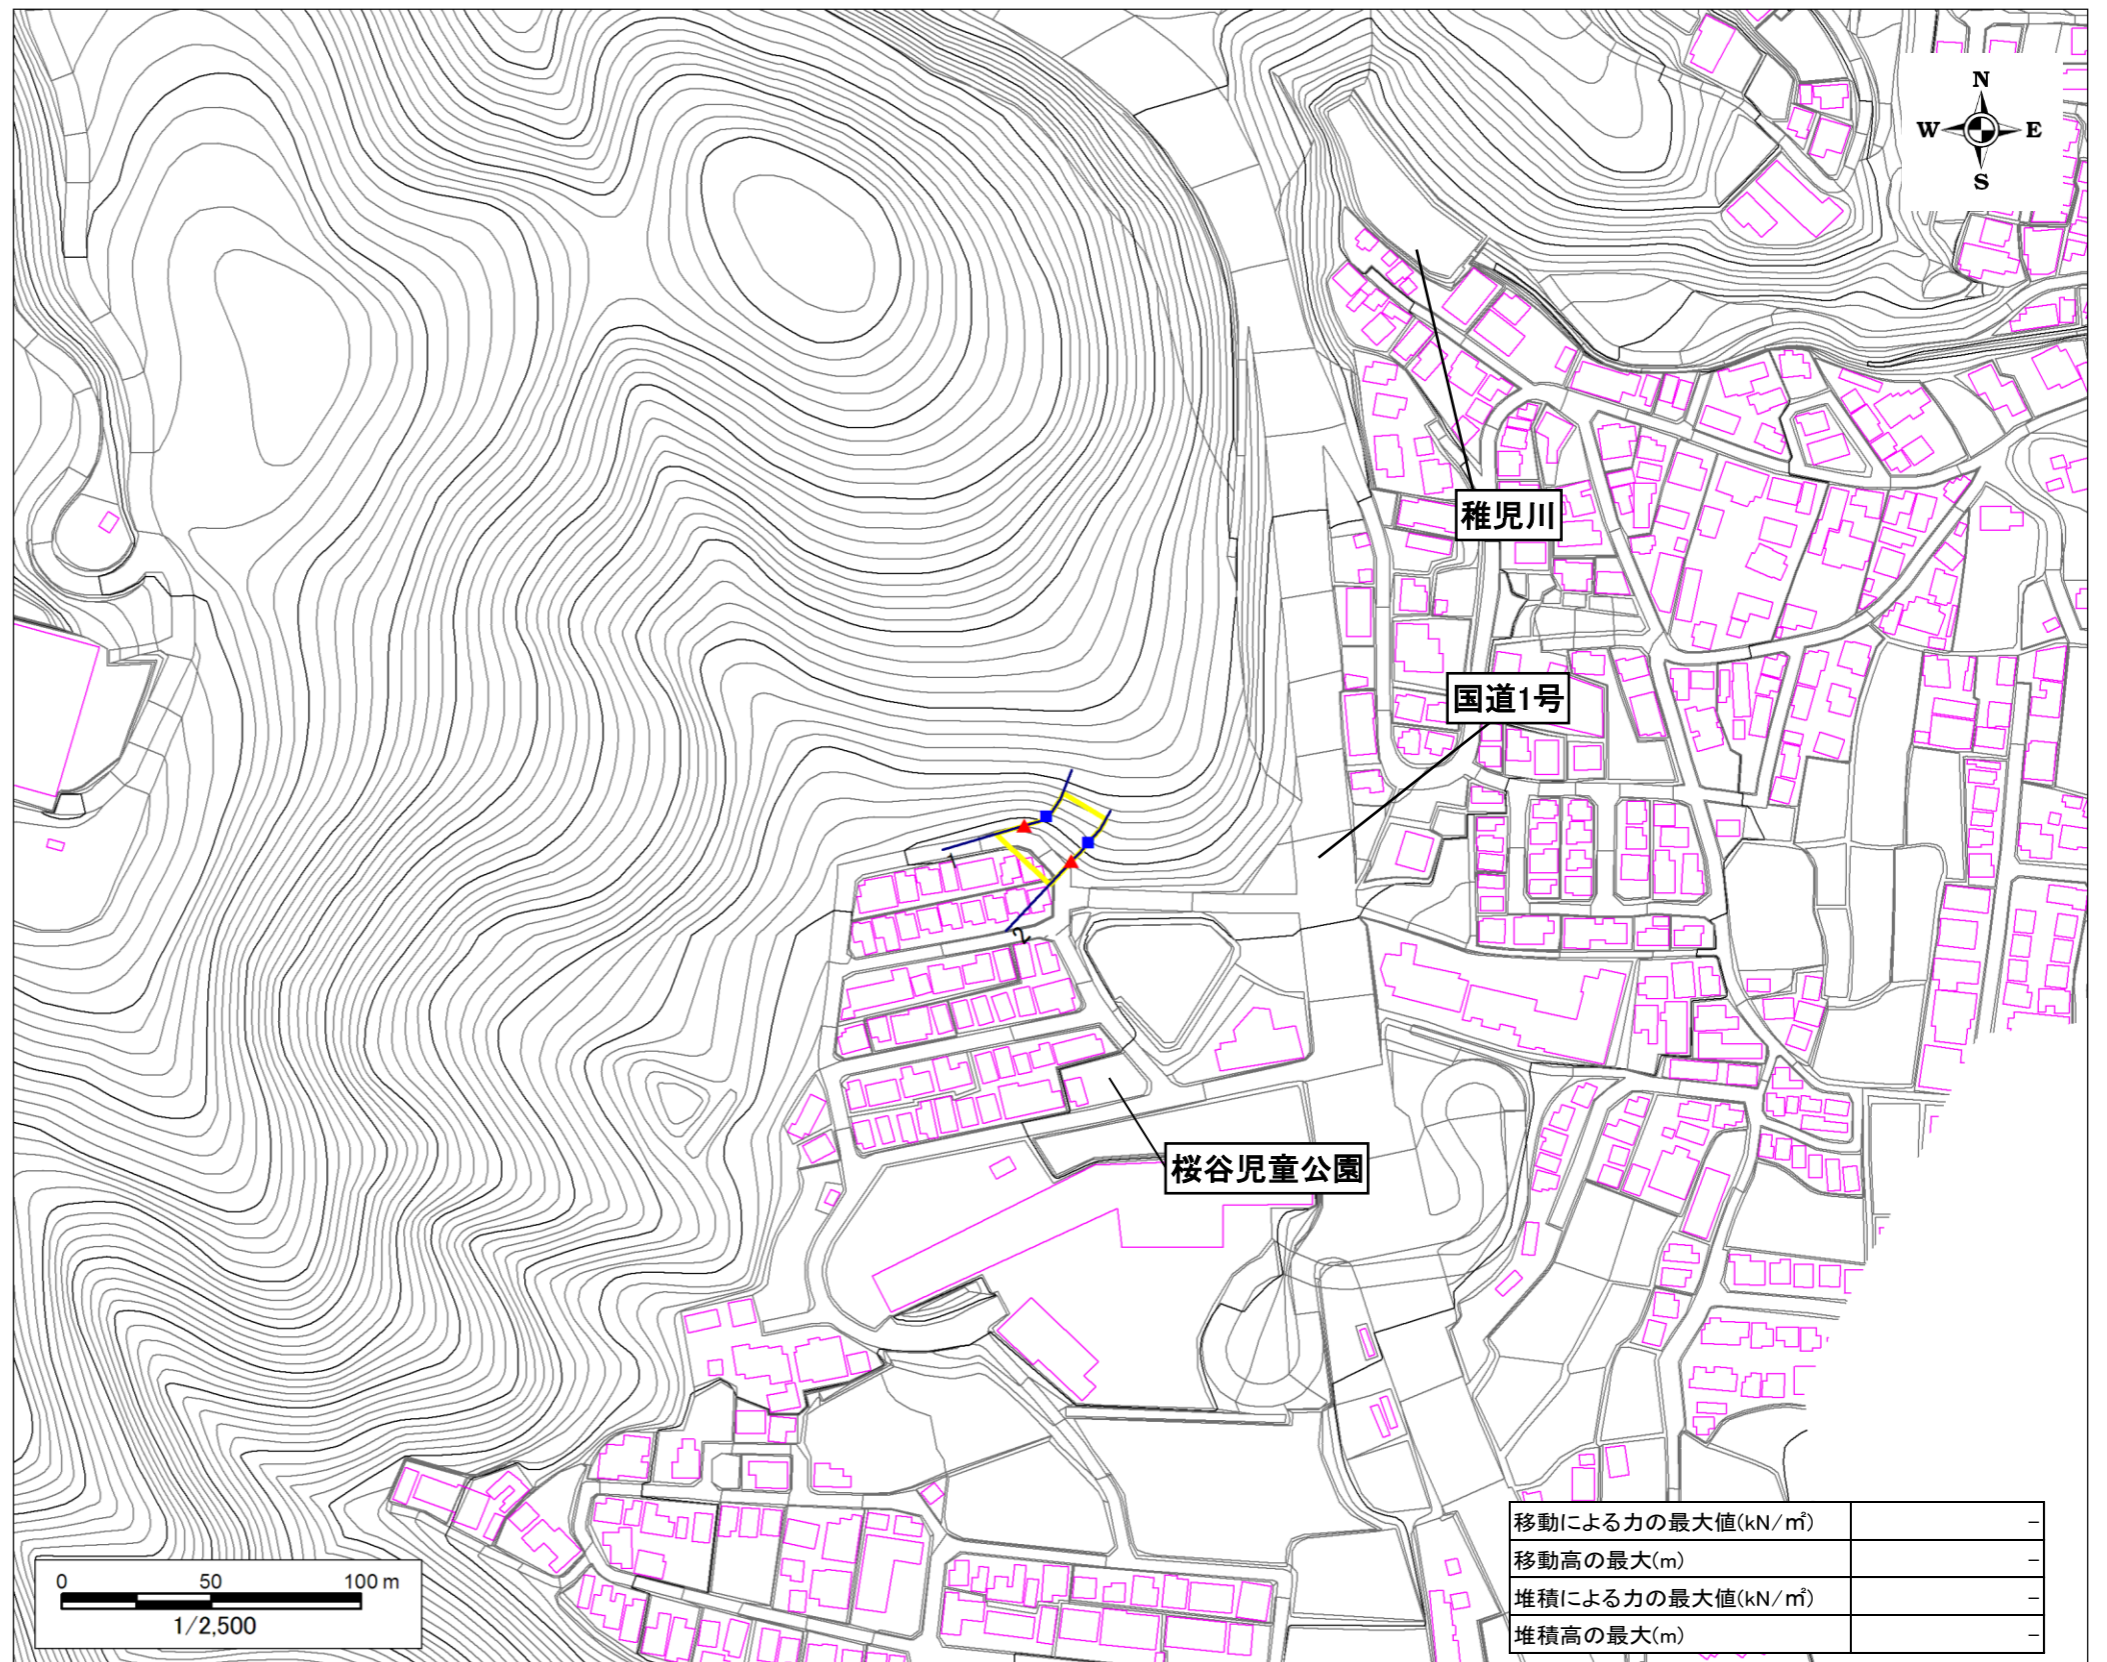 N
W E
S
稚児川
国道1号
1
2
桜谷児童公園
0 50 100 m
1/2,500
移動による力の最大値(kN/㎡) −
移動高の最大(m) −
堆積による力の最大値(kN/㎡) −
堆積高の最大(m) −